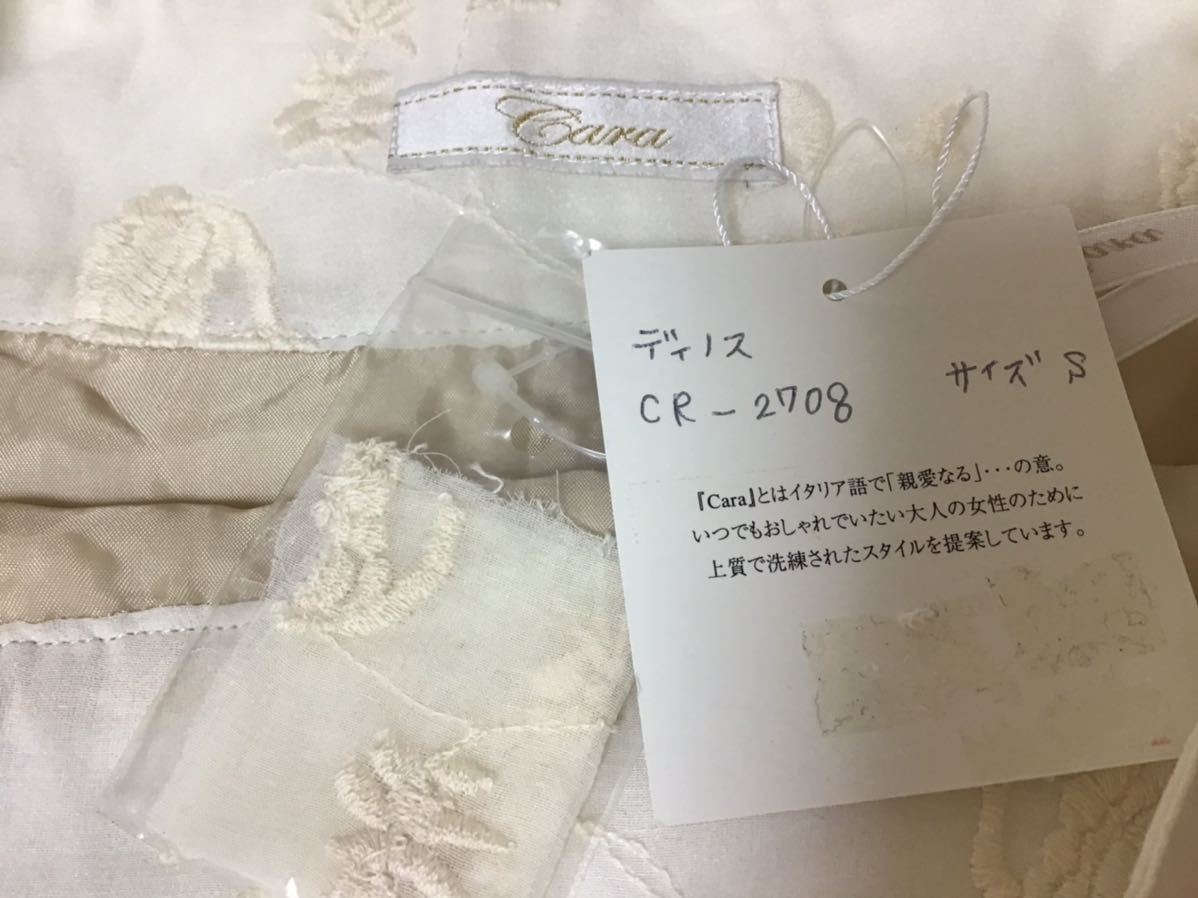 Cara
ディノス
CR-2708 サイズ S
『Cara』とはイタリア語で「親愛なる」・・・の意。
いつでもおしゃれでいたい大人の女性のために
上質で洗練されたスタイルを提案しています。